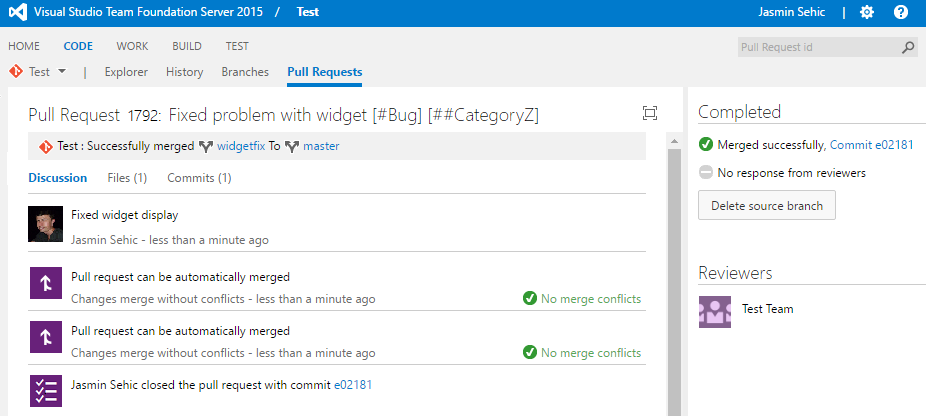 Visual Studio Team Foundation Server 2015 / Test Jasmin Sehic |
HOME CODE WORK BUILD TEST Pull Request id
Test | Explorer History Branches Pull Requests
Pull Request 1792: Fixed problem with widget [#Bug] [##CategoryZ]
Test : Successfully merged widgetfix To master
Discussion Files (1) Commits (1)
Fixed widget display
Jasmin Sehic - less than a minute ago
Pull request can be automatically merged
Changes merge without conflicts - less than a minute ago No merge conflicts
Pull request can be automatically merged
Changes merge without conflicts - less than a minute ago No merge conflicts
Jasmin Sehic closed the pull request with commit e02181
Completed
Merged successfully, Commit e02181
No response from reviewers
Delete source branch
Reviewers
Test Team